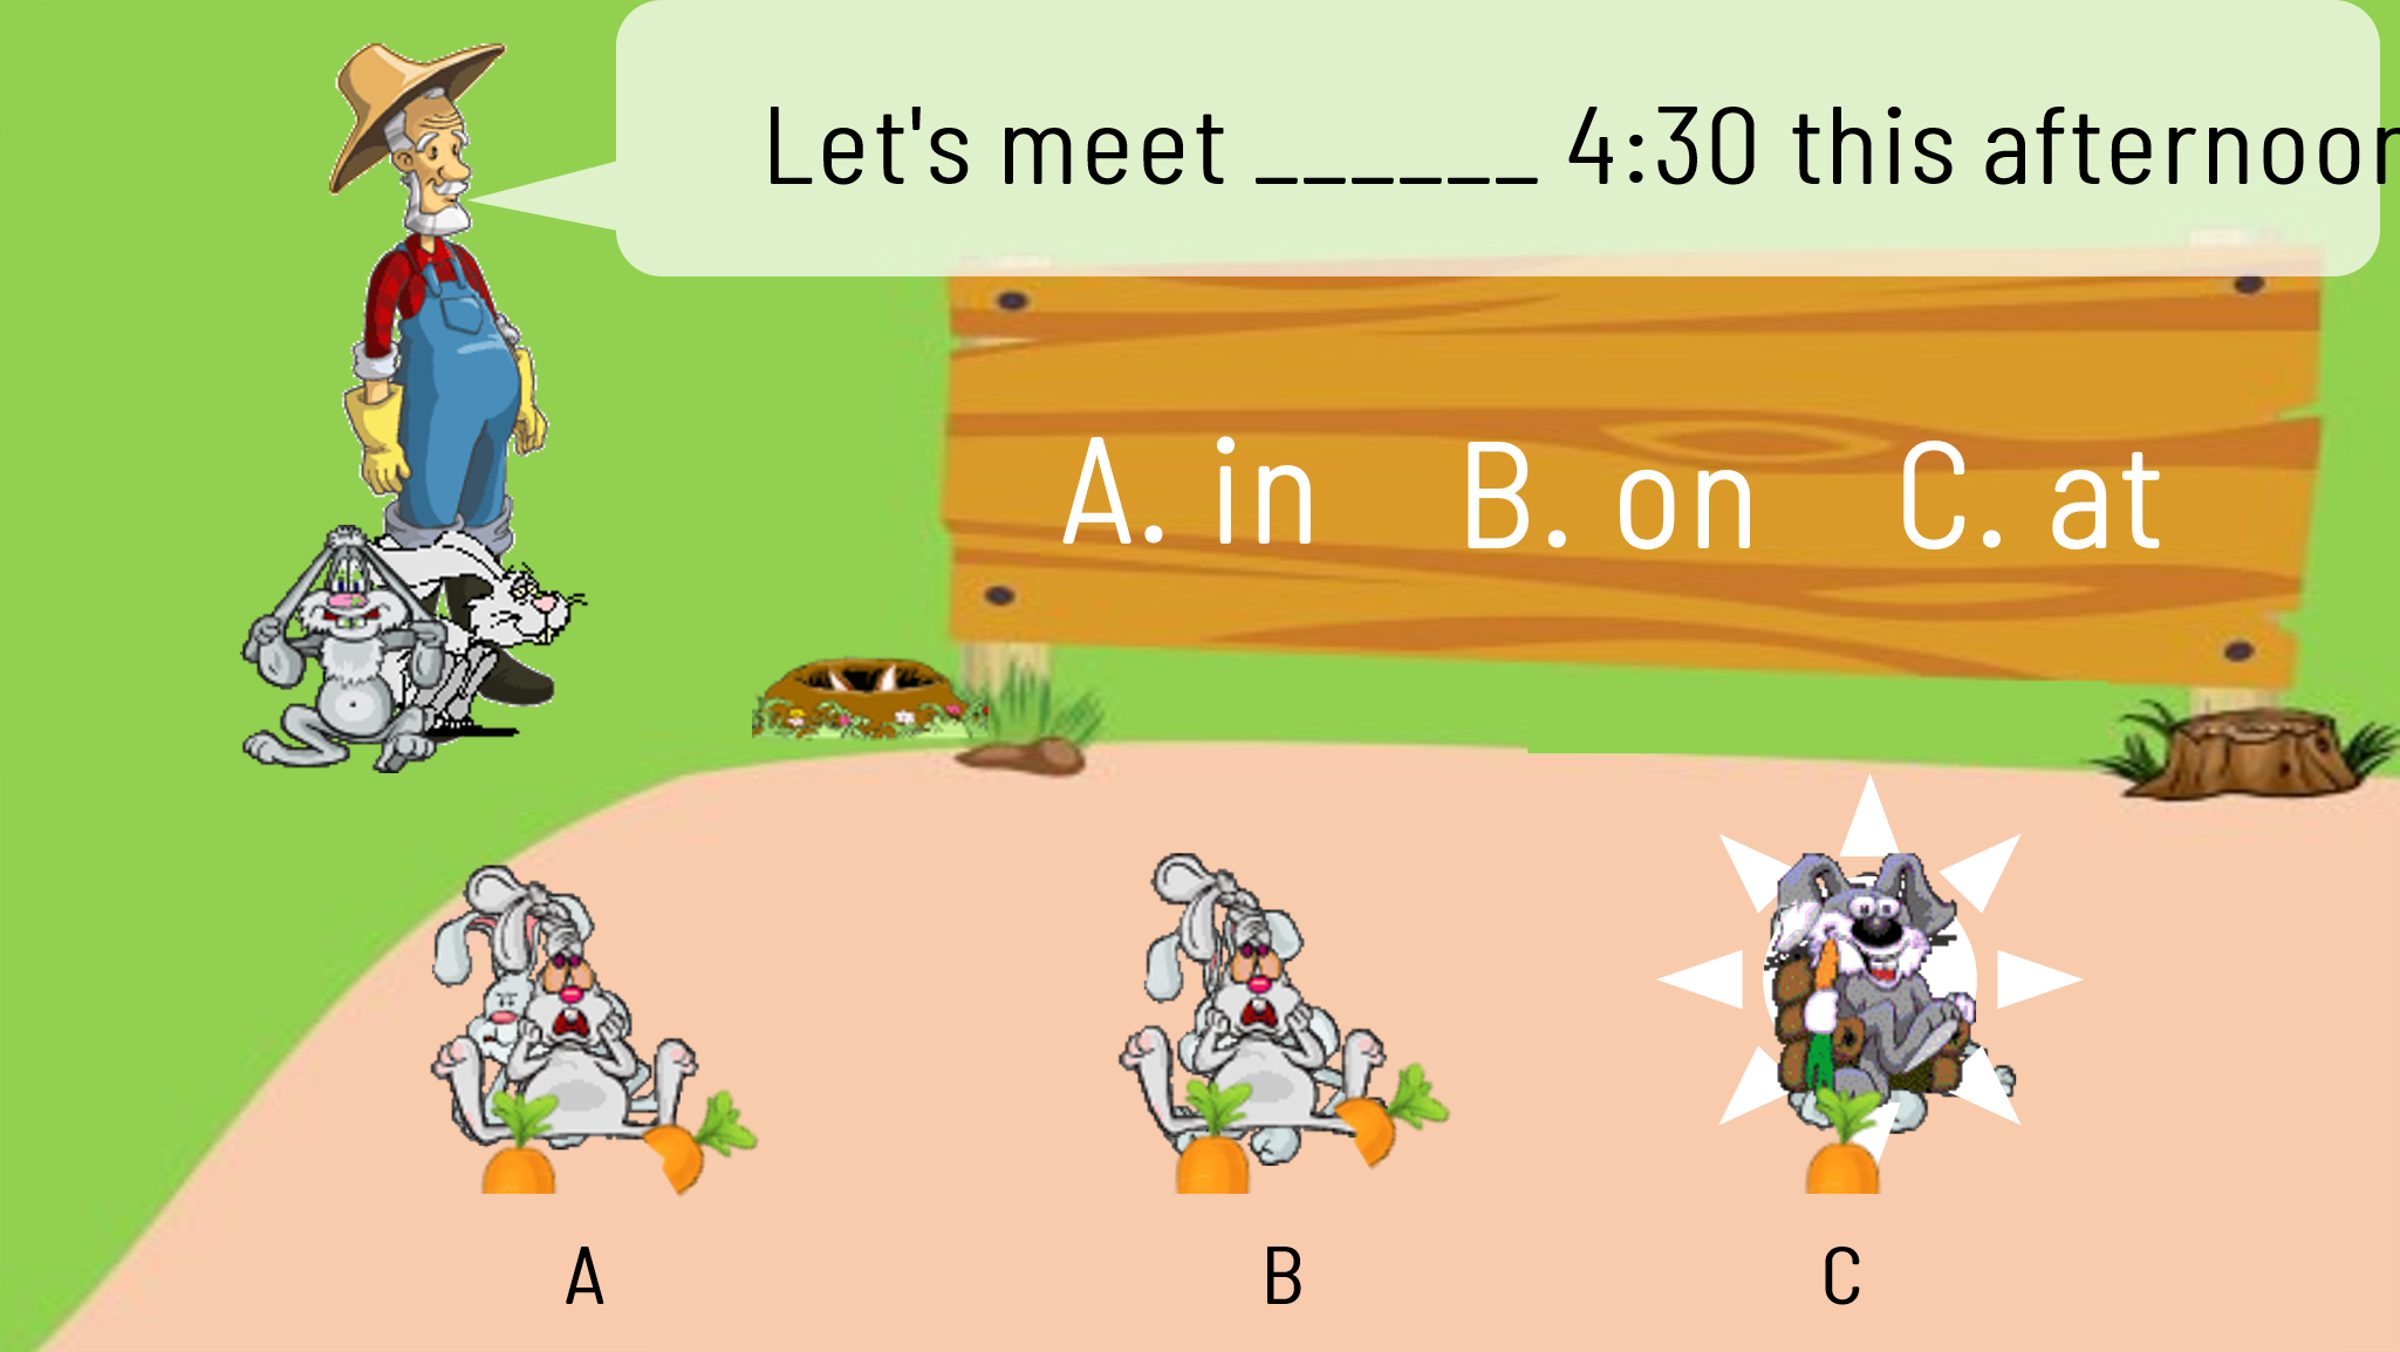 Let's meet ______ 4:30 this afternoon
A. in B. on C. at
A B C